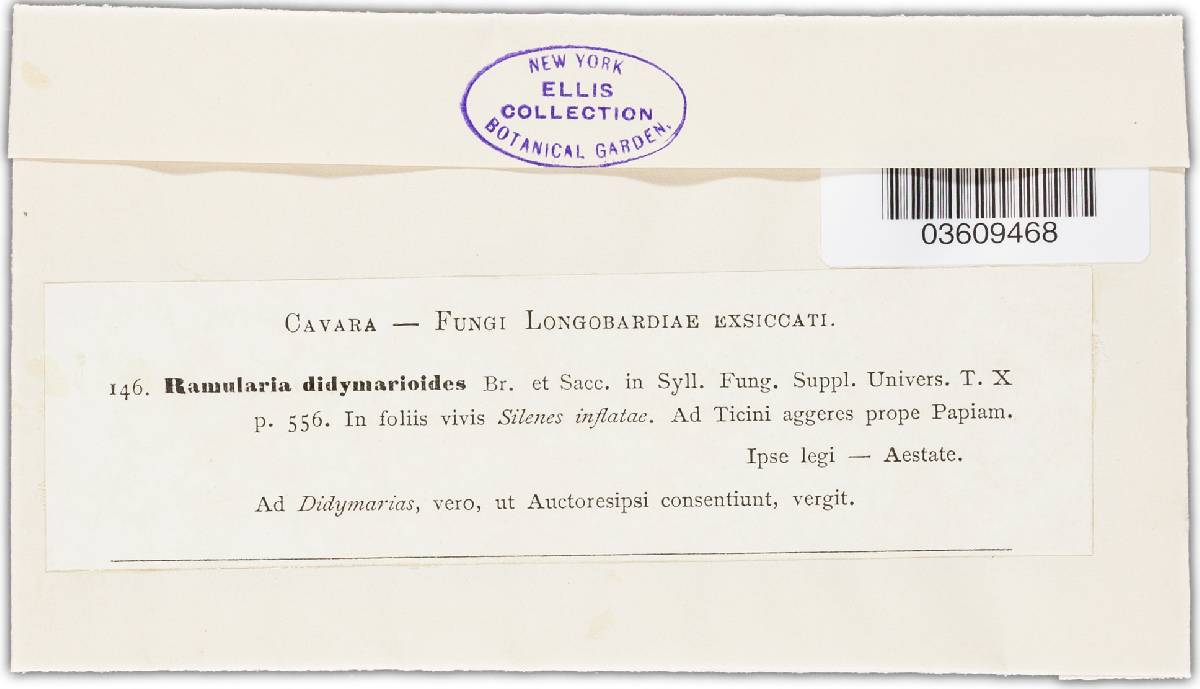 NEW YORK
ELLIS
COLLECTION
BOTANICAL GARDEN.
03609468
CAVARA — FUNGI LONGOBARDIAE EXSICCATI.
146. Ramularia didymarioides Br. et Sacc. in Syll. Fung. Suppl. Univers. T. X
p. 556. In foliis vivis Silenes inflatae. Ad Ticini aggeres prope Papiam.
Ipse legi — Aestate.
Ad Didymarias, vero, ut Auctoresipsi consentiunt, vergit.